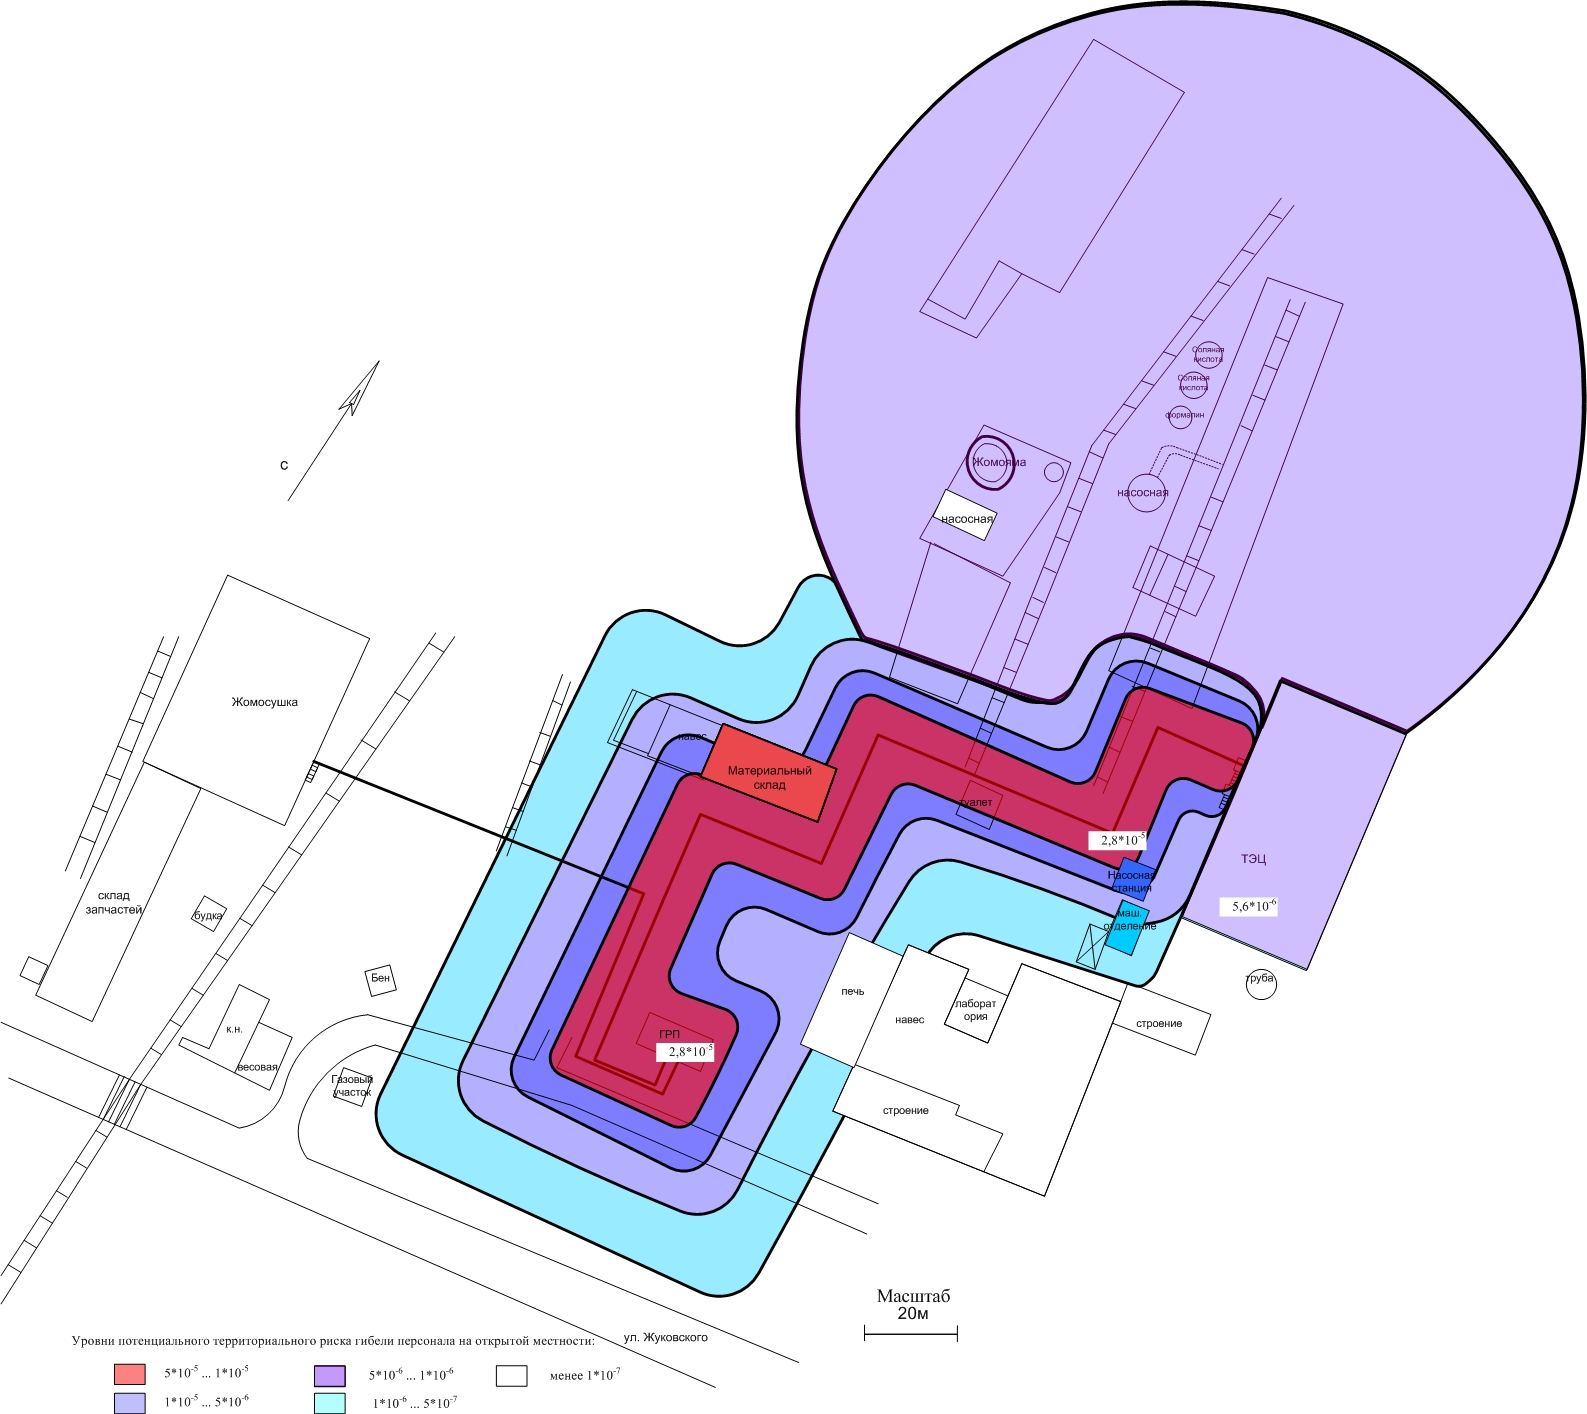 Соляная
кислота
Соляная
кислота
формалин
Жомояма
насосная
насосная
с
Жомосушка
навес
Материальный
склад
туалет
2,8*10-5
ТЭЦ
5,6*10-6
Насосная
станция
маш.
отделение
склад
запчастей
будка
Бен
печь
навес
лаборат
ория
труба
строение
к.н.
весовая
ГРП
2,8*10-5
Газовый
участок
строение
Масштаб
20м
ул. Жуковского
Уровни потенциального территориального риска гибели персонала на открытой местности:
5*10-5 ... 1*10-5
5*10-6 ... 1*10-6
менее 1*10-7
1*10-5 ... 5*10-6
1*10-6 ... 5*10-7